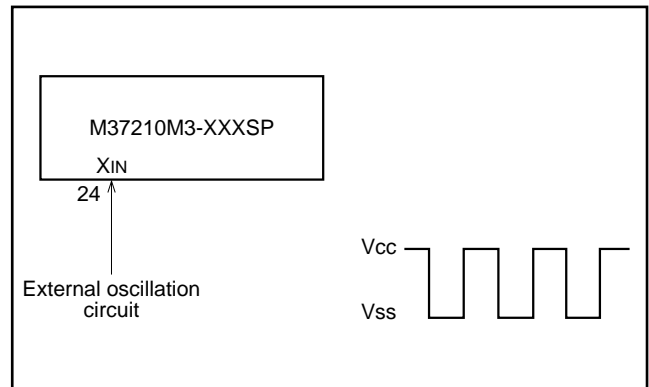 M37210M3-XXXSP
XIN
24
External oscillation
circuit
Vcc
Vss